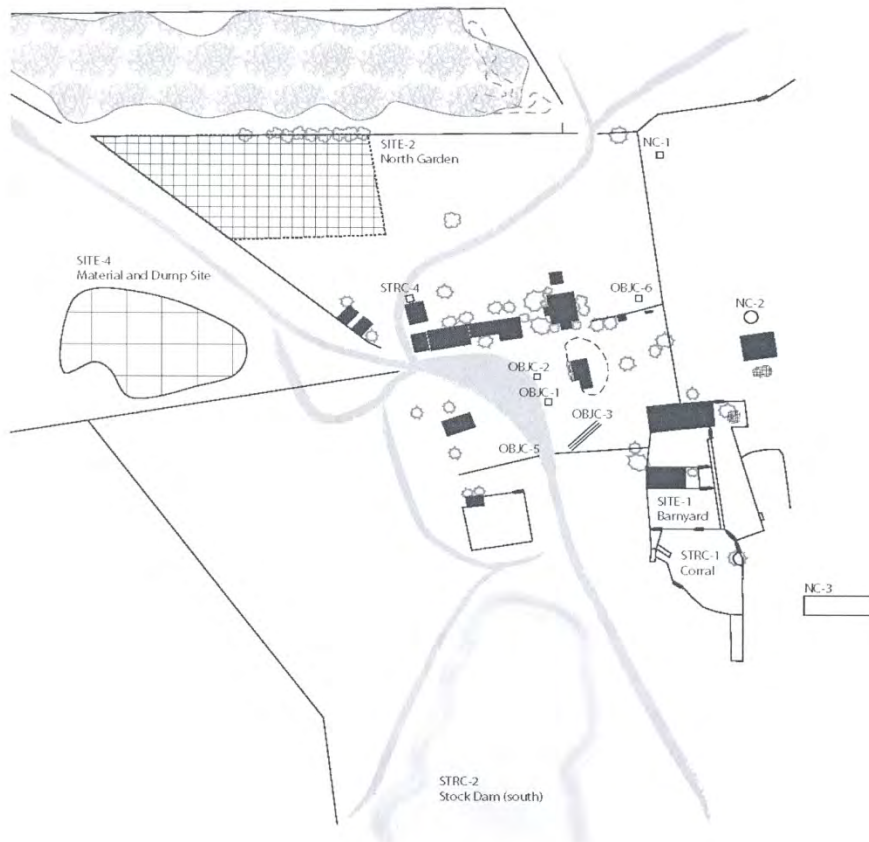 SITE-2
North Garden
NC-1
SITE-4
Material and Dump Site
STRC-4
OBJC-6
NC-2
OBJC-2
OBJC-1
OBJC-3
OBJC-5
SITE-1
Barnyard
STRC-1
Corral
NC-3
STRC-2
Stock Dam (south)